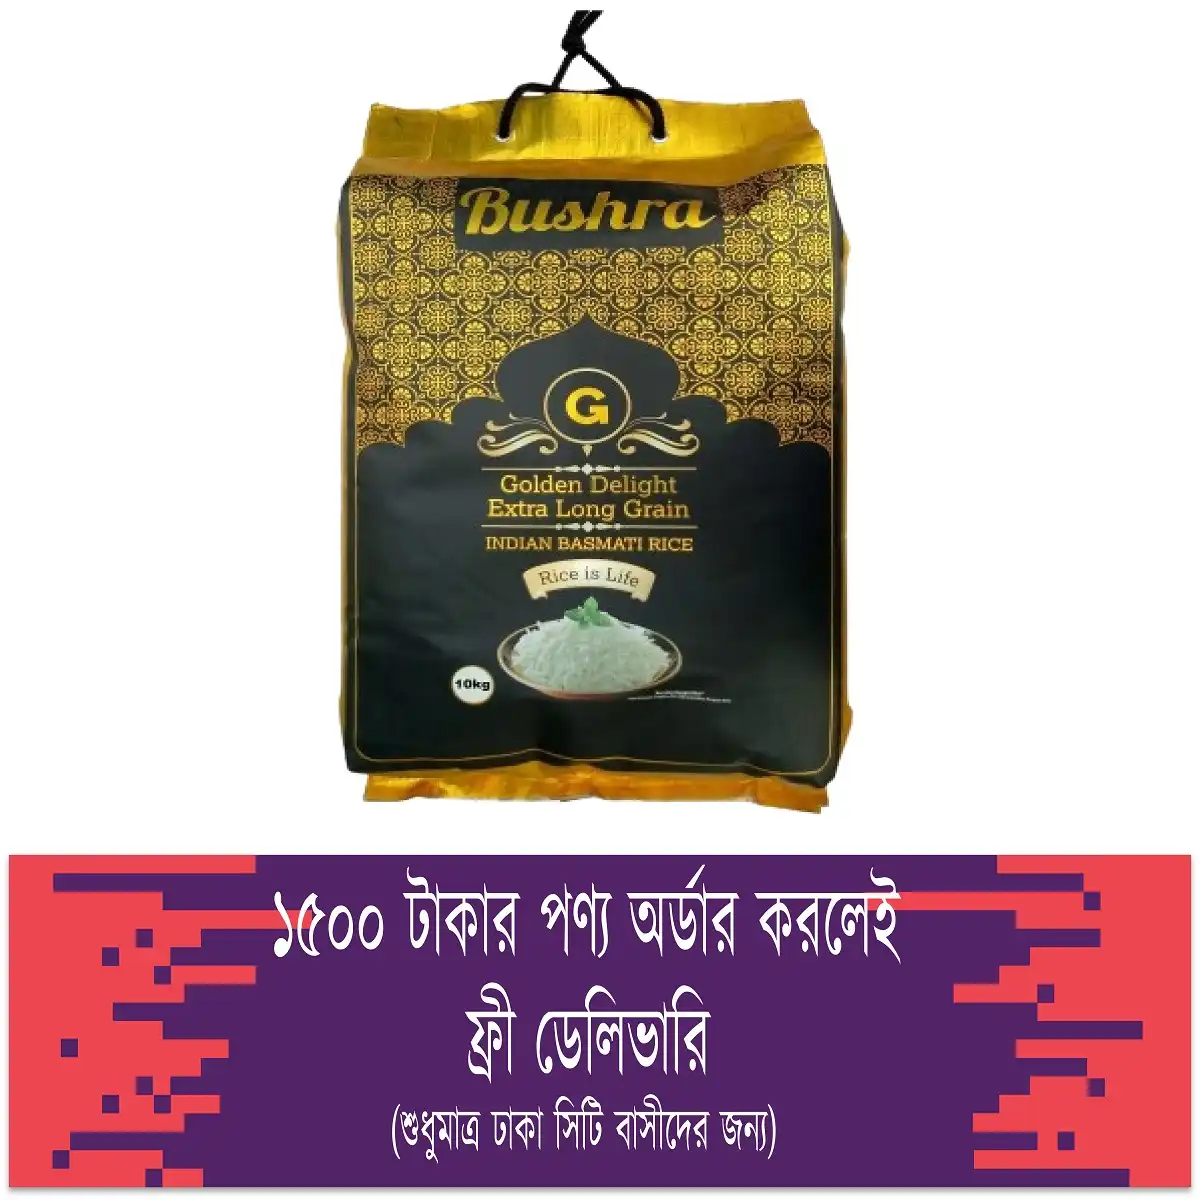 Bushra
G
Golden Delight
Extra Long Grain
INDIAN BASMATI RICE
Rice is Life
10kg
১৫০০ টাকার পণ্য অর্ডার করলেই
ফ্রী ডেলিভারি
(শুধুমাত্র ঢাকা সিটি বাসীদের জন্য)